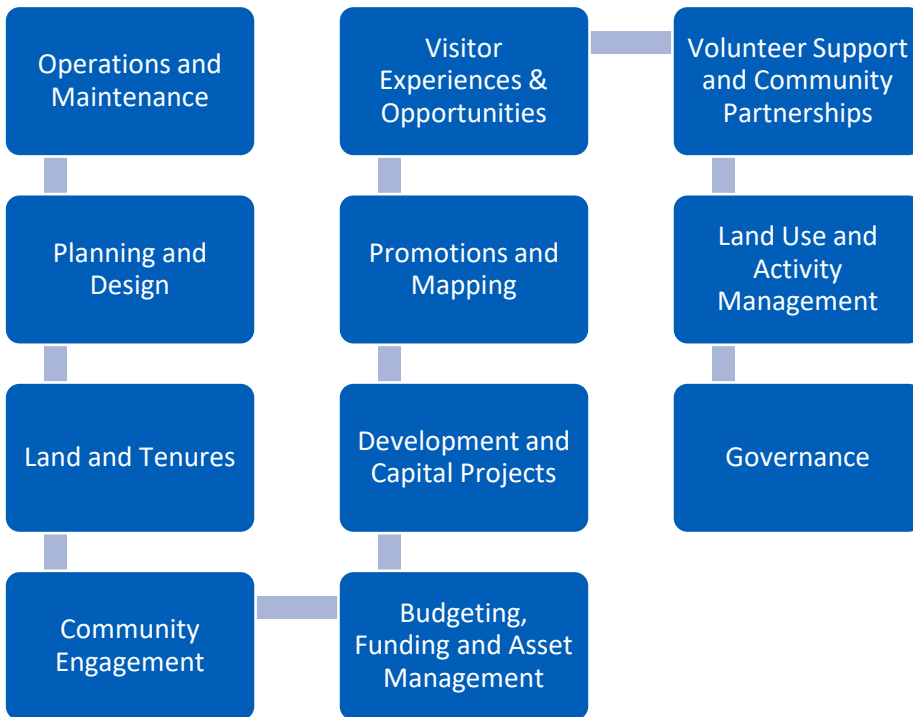 Operations and
Maintenance
Planning and
Design
Land and Tenures
Community
Engagement
Budgeting,
Funding and Asset
Management
Development and
Capital Projects
Promotions and
Mapping
Visitor
Experiences &
Opportunities
Volunteer Support
and Community
Partnerships
Land Use and
Activity
Management
Governance